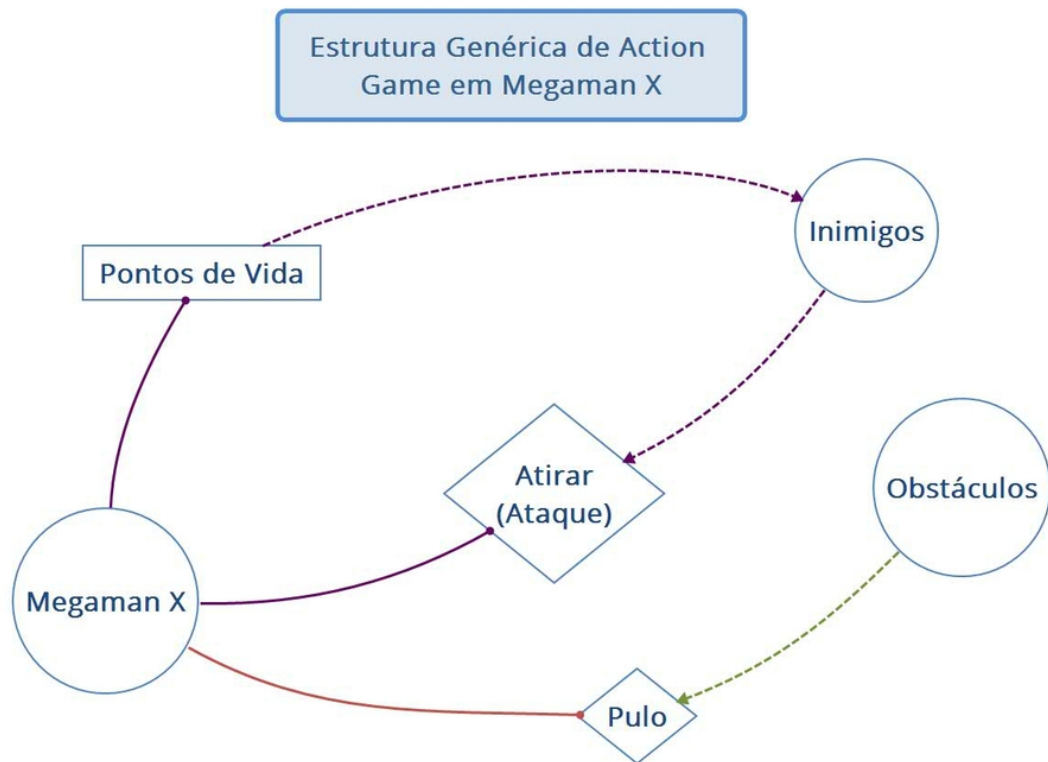 Estrutura Genérica de Action
Game em Megaman X
Inimigos
Pontos de Vida
Atirar
(Ataque)
Obstáculos
Megaman X
Pulo